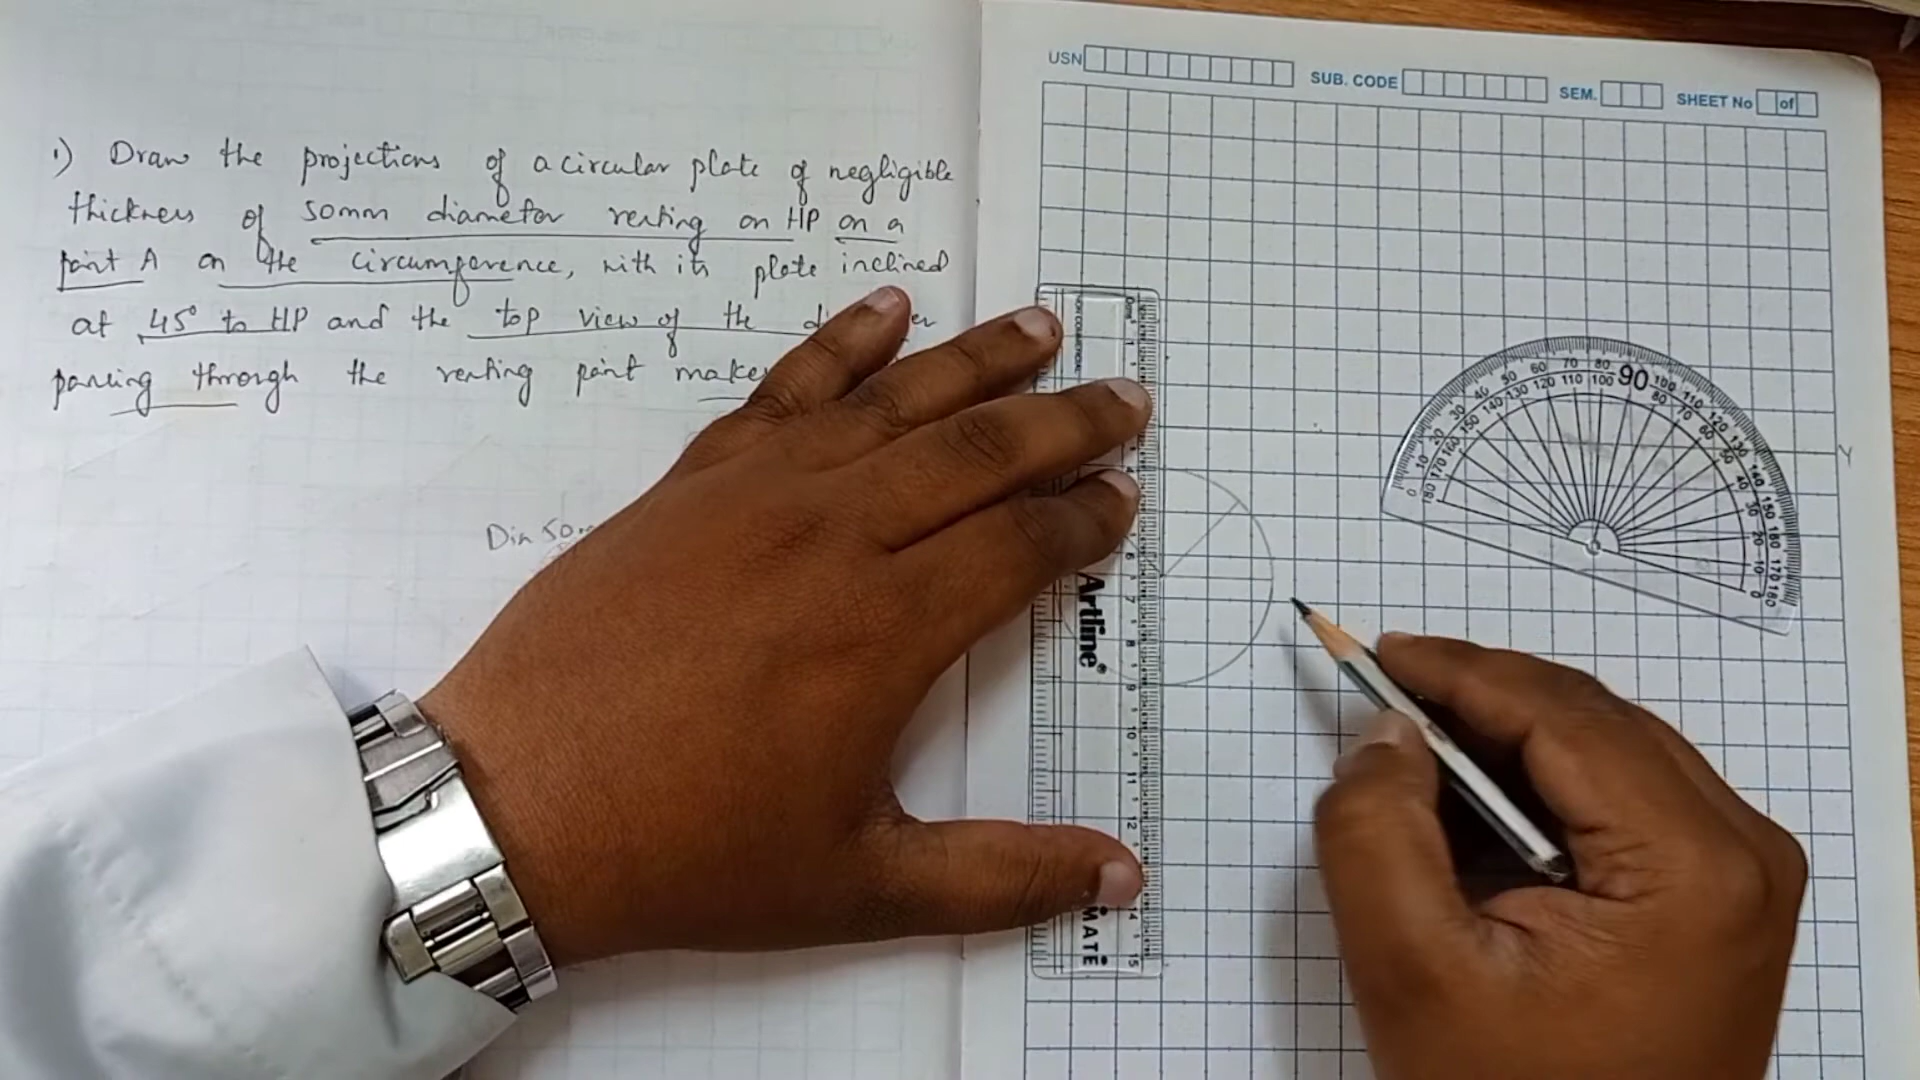 1) Draw the projections of a circular plate of negligible
thickness of 50mm diameter resting on HP on a
point A on the circumference, with its plate inclined
at 45° to HP and the top view of the
passing through the resting point makes
Dia 50
USN SUB. CODE SEM. SHEET No of
Artline
MATE
90
Y